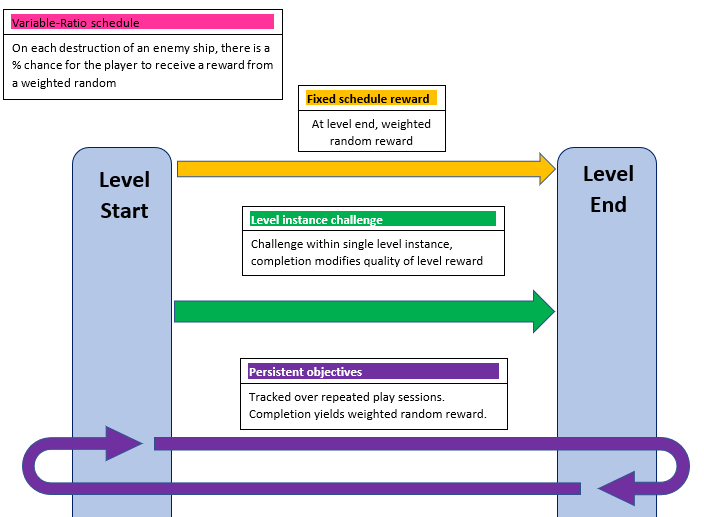 Variable-Ratio schedule
On each destruction of an enemy ship, there is a
% chance for the player to receive a reward from
a weighted random
Fixed schedule reward
At level end, weighted
random reward
Level
Start
Level
End
Level instance challenge
Challenge within single level instance,
completion modifies quality of level reward
Persistent objectives
Tracked over repeated play sessions.
Completion yields weighted random reward.